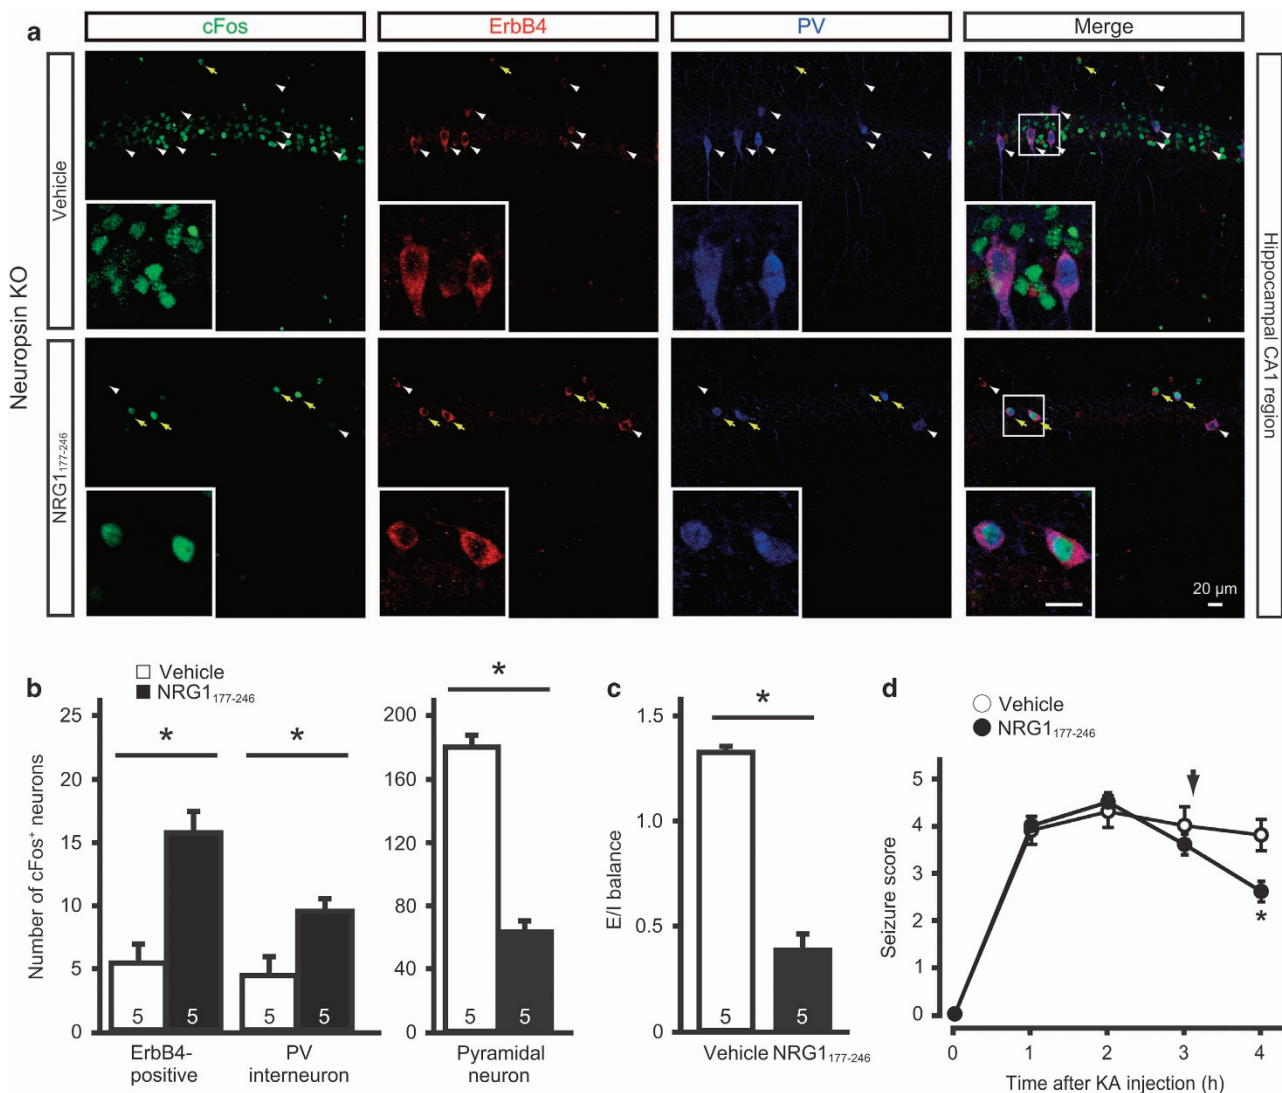 a
cFos
ErbB4
PV
Merge
Neuropsin KO
Vehicle
NRG1177-246
Hippocampal CA1 region
20 µm
b
Vehicle
NRG1177-246
Number of cFos+ neurons
25
20
15
10
5
0
*
*
5
5
5
5
ErbB4-
positive
PV
interneuron
*
200
160
120
80
60
40
0
5
5
Pyramidal
neuron
c
E/I balance
1.5
1.0
0.5
0
*
5
5
Vehicle NRG1177-246
d
Vehicle
NRG1177-246
Seizure score
5
4
3
4
2
1
0
*
0
1
2
3
4
Time after KA injection (h)